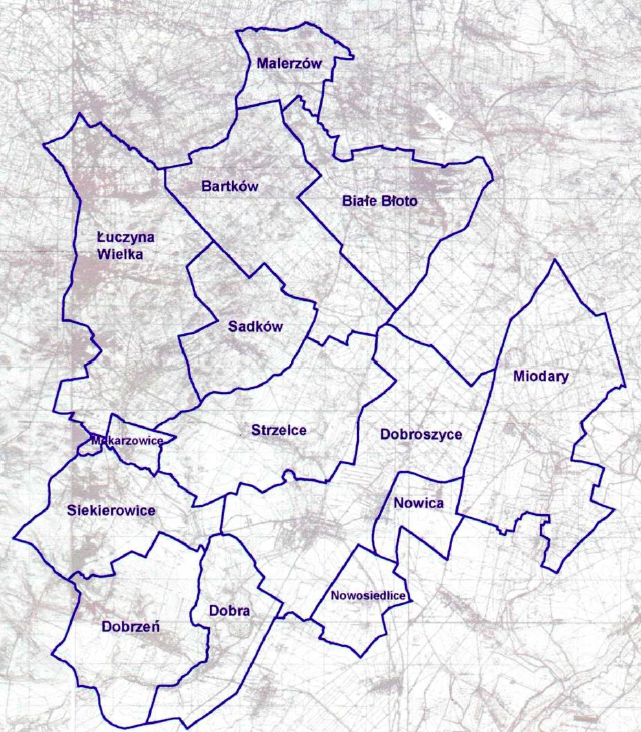 Malerzów
Bartków
Białe Błoto
Łuczyna
Wielka
Sadków
Miodary
Strzelce
Dobroszyce
Makarzowice
Nowica
Siekierowice
Nowosiedlice
Dobra
Dobrzeń